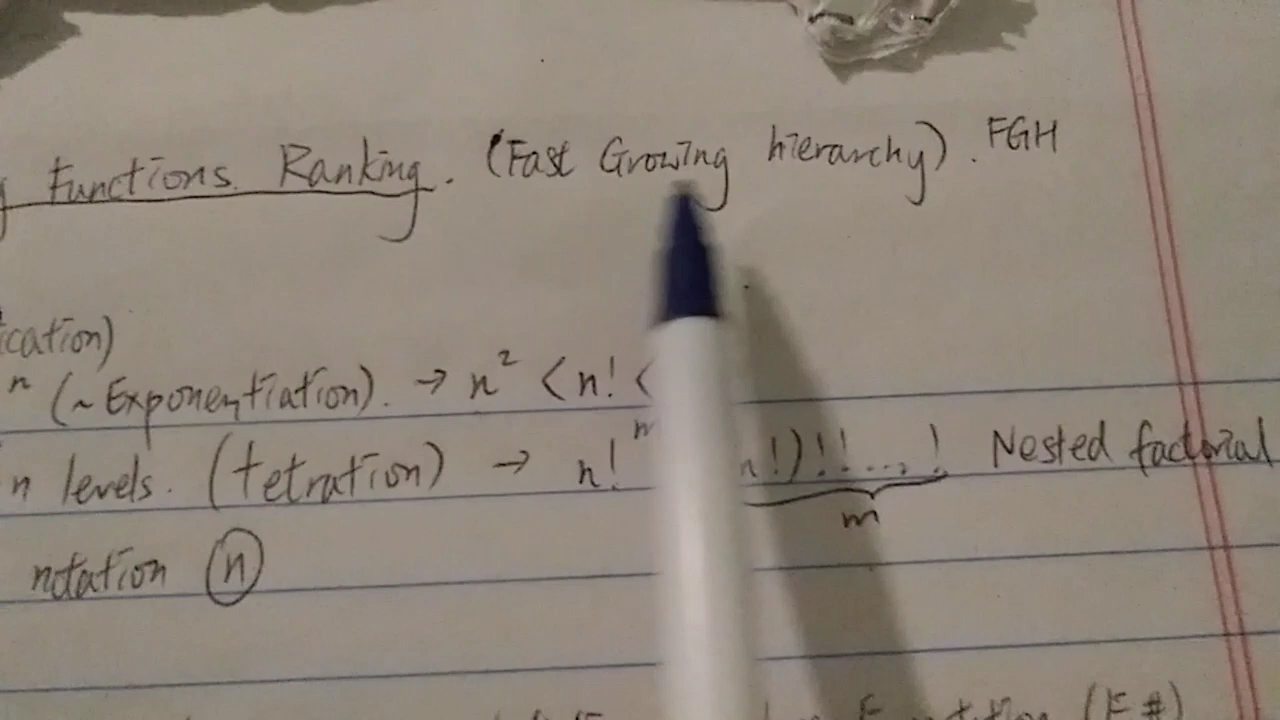 Functions. Ranking. (Fast Growing hierarchy). FGH
ication)
n (~Exponentiation). → n² < n! <
n levels. (tetration) → n! n!)!!...! Nested factorial
m
notation ⓝ
(F#)